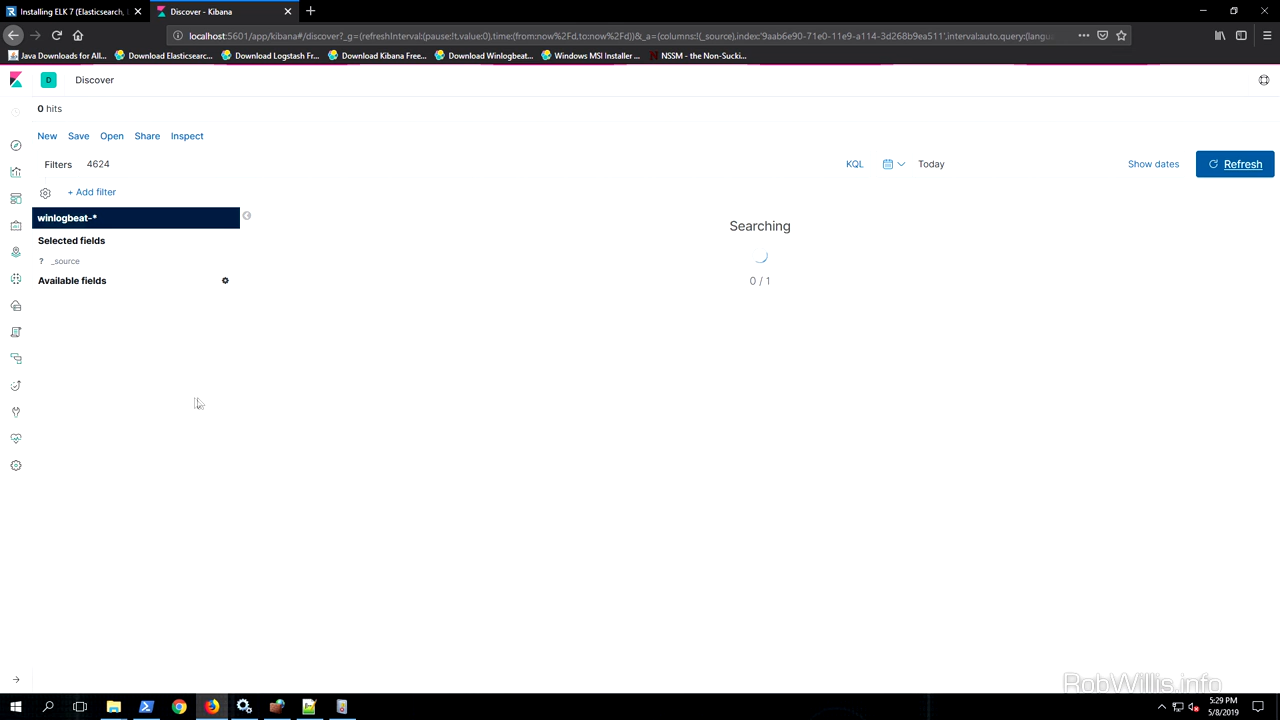 Installing ELK 7 (Elasticsearch, 
Discover - Kibana
localhost:5601/app/kibana#/discover?_g=(refreshInterval:(pause:!t,value:0),time:(from:now%2Fd,to:now%2Fd))&_a=(columns:!(_source),index:'9aab6e90-71e0-11e9-a114-3d268b9ea511',interval:auto,query:(langu
Java Downloads for All...
Download Elasticsearc...
Download Logstash Fr...
Download Kibana Free...
Download Winlogbeat...
Windows MSI Installer ...
NSSM - the Non-Sucki...
D
Discover
0 hits
New Save Open Share Inspect
Filters 4624 KQL Today Show dates Refresh
+ Add filter
winlogbeat-*
Selected fields
? _source
Available fields
Searching
0 / 1
RobWillis.info
5:29 PM
5/8/2019